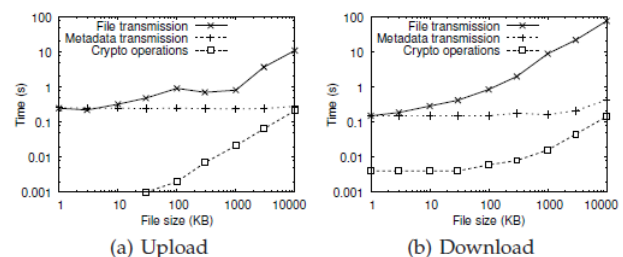 File transmission
Metadata transmission
Crypto operations
Time (s)
100
10
1
0.1
0.01
0.001
1 10 100 1000 10000
File size (KB)
(a) Upload
File transmission
Metadata transmission
Crypto operations
Time (s)
100
10
1
0.1
0.01
0.001
1 10 100 1000 10000
File size (KB)
(b) Download